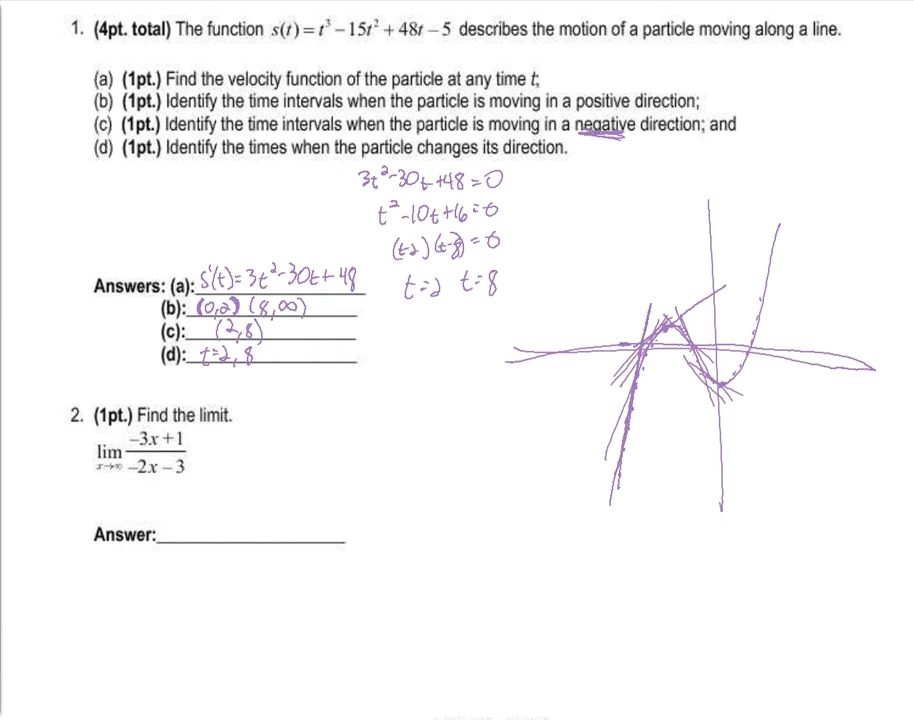 1. (4pt. total) The function s(t) = t³ – 15t² + 48t – 5 describes the motion of a particle moving along a line.
(a) (1pt.) Find the velocity function of the particle at any time t;
(b) (1pt.) Identify the time intervals when the particle is moving in a positive direction;
(c) (1pt.) Identify the time intervals when the particle is moving in a negative direction; and
(d) (1pt.) Identify the times when the particle changes its direction.
3t²-30t+48=0
t²-10t+16=0
(t-2)(t-8)=0
t=2 t=8
Answers: (a): s'(t)=3t²-30t+48
(b): (0,2) (8,∞)
(c): (2,8)
(d): t=2, 8
2. (1pt.) Find the limit.
lim x→∞ (–3x+1)/(–2x–3)
Answer: